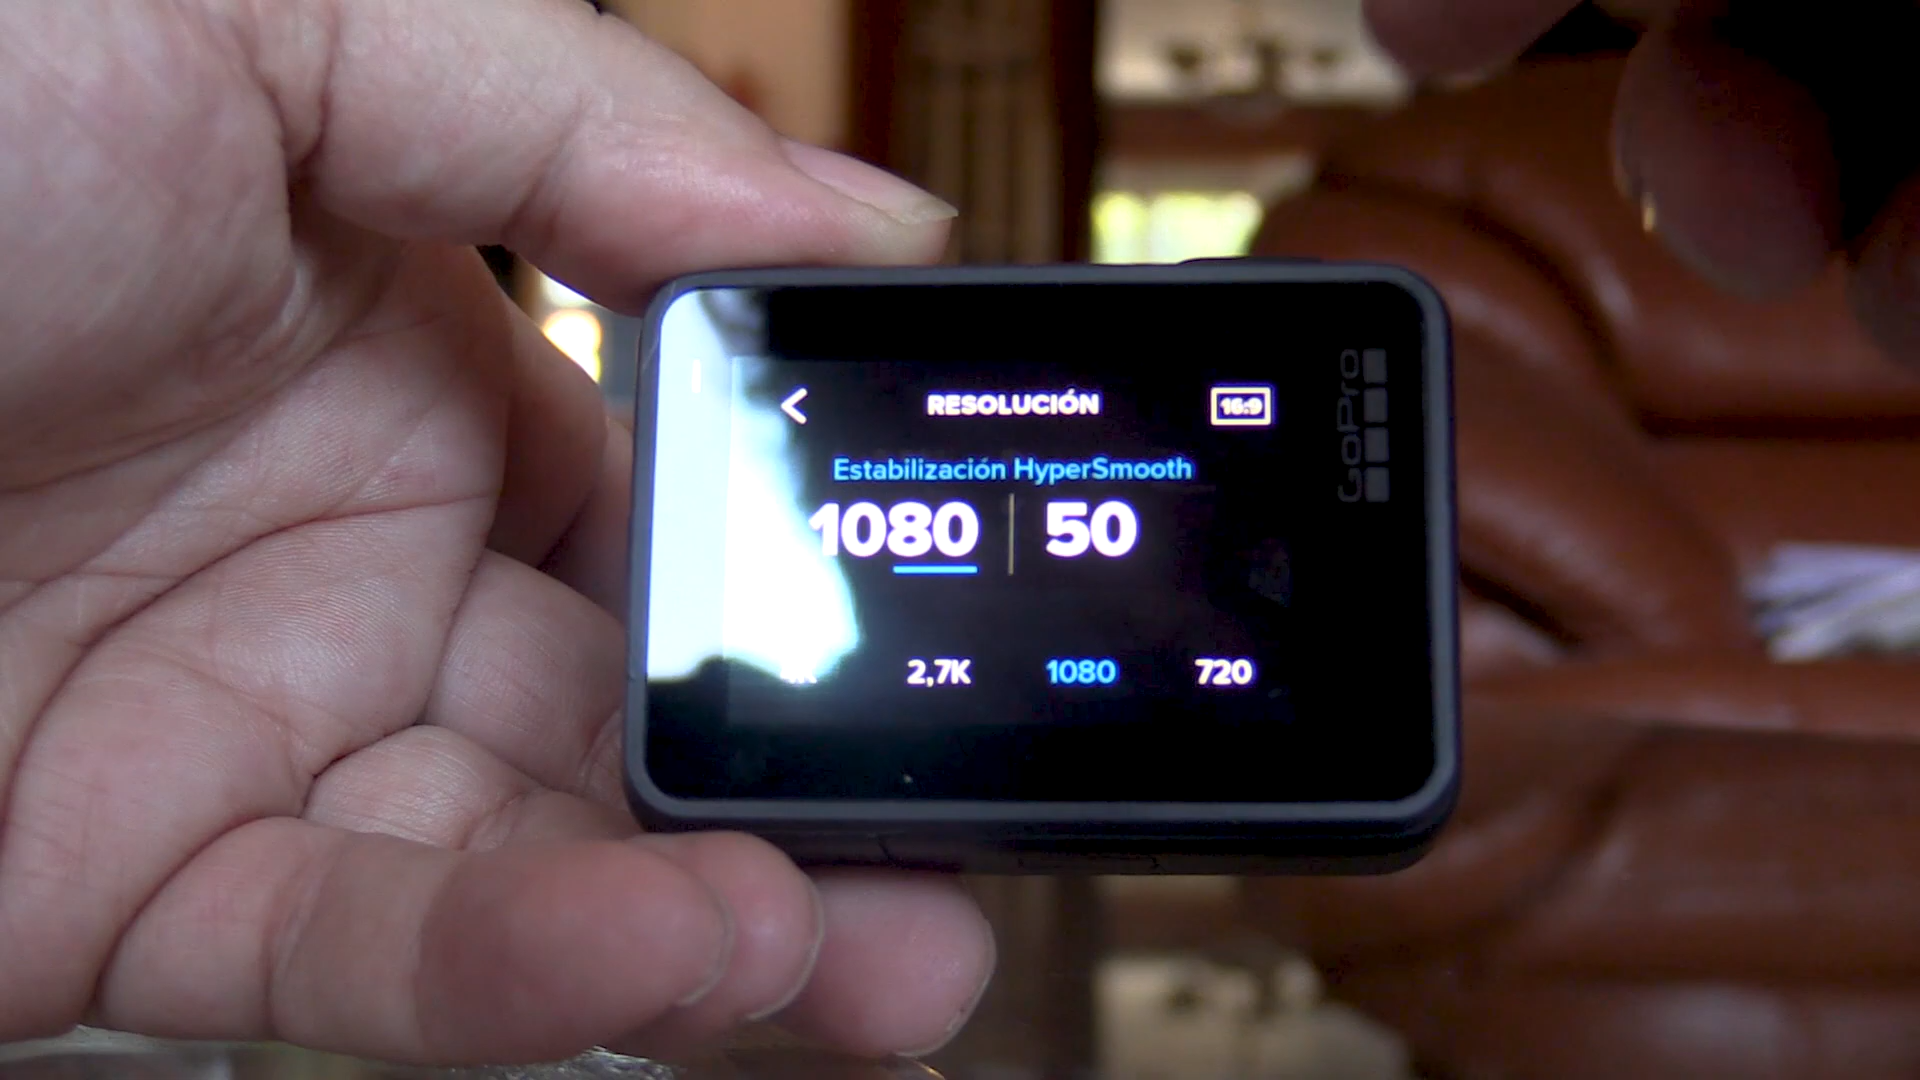 RESOLUCIÓN 16:9
Estabilización HyperSmooth
1080 | 50
2,7K 1080 720
GoPro